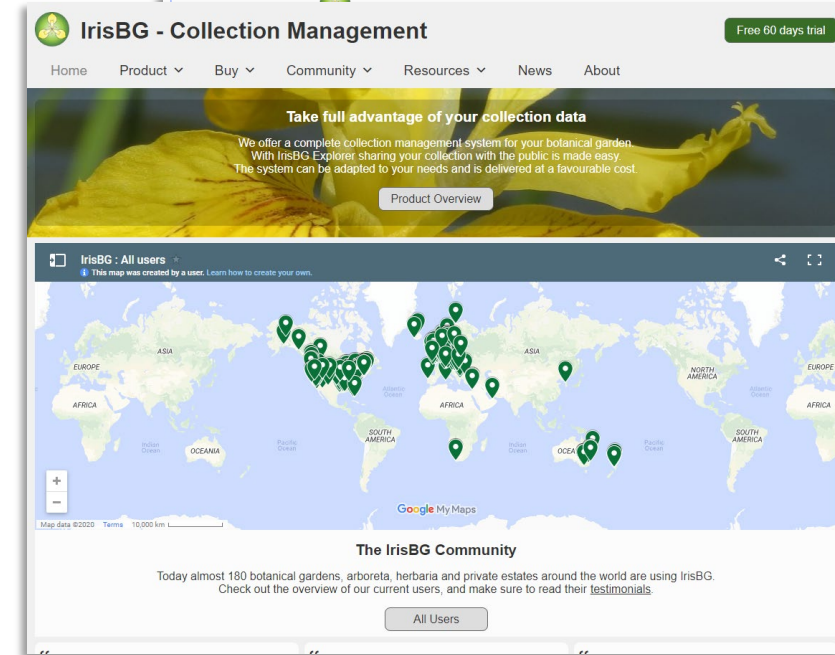 IrisBG - Collection Management
Free 60 days trial
Home Product Buy Community Resources News About
Take full advantage of your collection data
We offer a complete collection management system for your botanical garden.
With IrisBG Explorer sharing your collection with the public is made easy.
The system can be adapted to your needs and is delivered at a favourable cost.
Product Overview
IrisBG : All users
This map was created by a user. Learn how to create your own.
ASIA
EUROPE
AFRICA
Indian Ocean
OCEANIA
Pacific Ocean
SOUTH AMERICA
Atlantic Ocean
AFRICA
ASIA
Indian Ocean
OCEA
Pacific Ocean
NORTH AMERICA
Atlantic Ocean
SOUTH AMERICA
EUROPE
AFRICA
+
−
Google My Maps
Map data ©2020 Terms 10,000 km
The IrisBG Community
Today almost 180 botanical gardens, arboreta, herbaria and private estates around the world are using IrisBG.
Check out the overview of our current users, and make sure to read their testimonials.
All Users